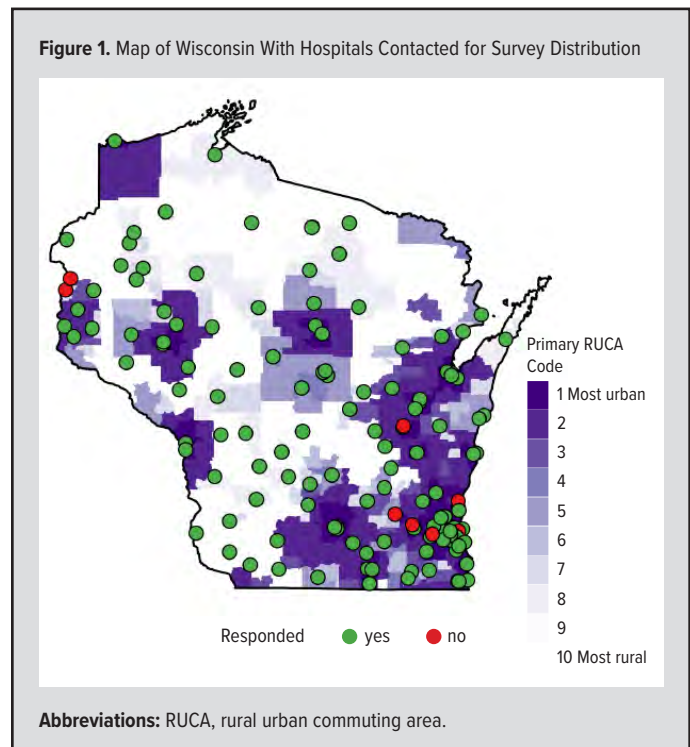 Figure 1. Map of Wisconsin With Hospitals Contacted for Survey Distribution
Primary RUCA
Code
1 Most urban
2
3
4
5
6
7
8
9
10 Most rural
Responded yes no
Abbreviations: RUCA, rural urban commuting area.